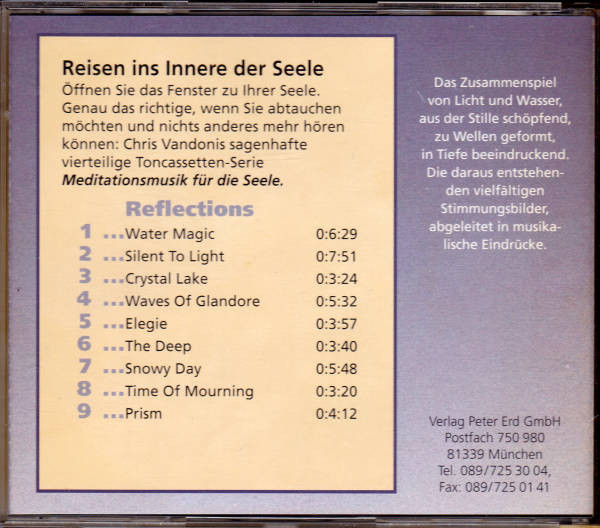 Reisen ins Innere der Seele
Öffnen Sie das Fenster zu Ihrer Seele.
Genau das richtige, wenn Sie abtauchen
möchten und nichts anderes mehr hören
können: Chris Vandonis sagenhafte
vierteilige Toncassetten-Serie
Meditationsmusik für die Seele.
Reflections
1 ...Water Magic 0:6:29
2 ...Silent To Light 0:7:51
3 ...Crystal Lake 0:3:24
4 ...Waves Of Glandore 0:5:32
5 ...Elegie 0:3:57
6 ...The Deep 0:3:40
7 ...Snowy Day 0:5:48
8 ...Time Of Mourning 0:3:20
9 ...Prism 0:4:12
Das Zusammenspiel
von Licht und Wasser,
aus der Stille schöpfend,
zu Wellen geformt,
in Tiefe beeindruckend.
Die daraus entstehen-
den vielfältigen
Stimmungsbilder,
abgeleitet in musika-
lische Eindrücke.
Verlag Peter Erd GmbH
Postfach 750 980
81339 München
Tel. 089/725 30 04,
Fax: 089/725 01 41